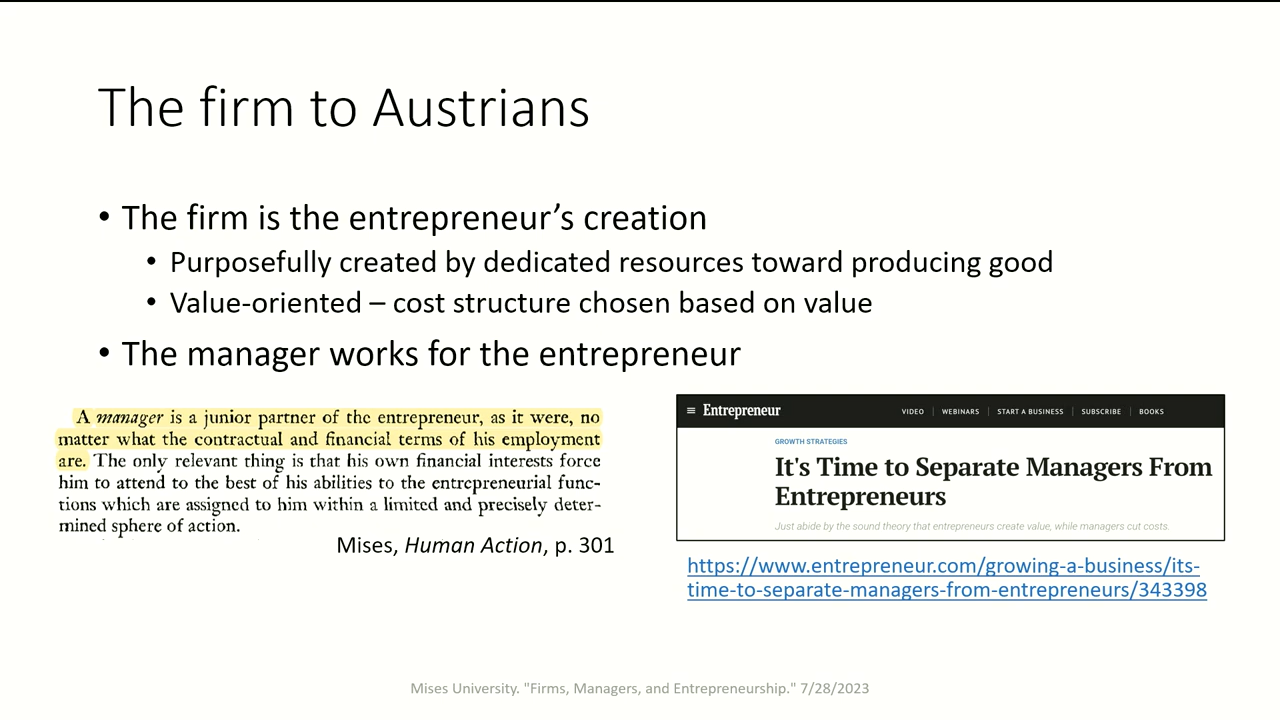 The firm to Austrians
• The firm is the entrepreneur’s creation
• Purposefully created by dedicated resources toward producing good
• Value-oriented – cost structure chosen based on value
• The manager works for the entrepreneur
A manager is a junior partner of the entrepreneur, as it were, no
matter what the contractual and financial terms of his employment
are. The only relevant thing is that his own financial interests force
him to attend to the best of his abilities to the entrepreneurial func-
tions which are assigned to him within a limited and precisely deter-
mined sphere of action.
Mises, Human Action, p. 301
≡ Entrepreneur VIDEO | WEBINARS | START A BUSINESS | SUBSCRIBE | BOOKS
GROWTH STRATEGIES
It's Time to Separate Managers From
Entrepreneurs
Just abide by the sound theory that entrepreneurs create value, while managers cut costs.
https://www.entrepreneur.com/growing-a-business/its-
time-to-separate-managers-from-entrepreneurs/343398
Mises University. "Firms, Managers, and Entrepreneurship." 7/28/2023